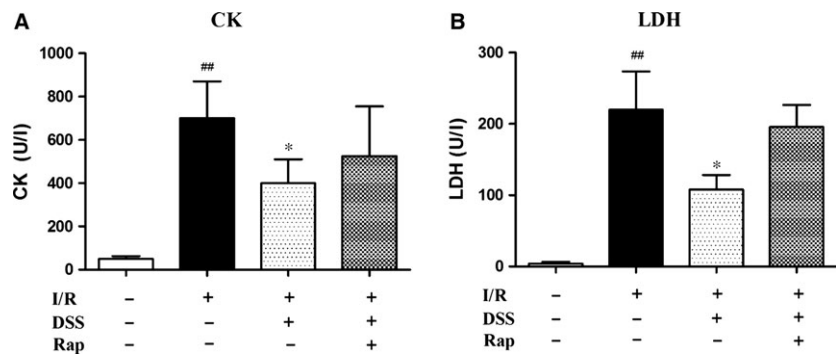 A
CK
CK (U/l)
1000
800
600
400
200
0
##
*
I/R – + + +
DSS – – + +
Rap – – – +
B
LDH
LDH (U/l)
300
200
100
0
##
*
I/R – + + +
DSS – – + +
Rap – – – +